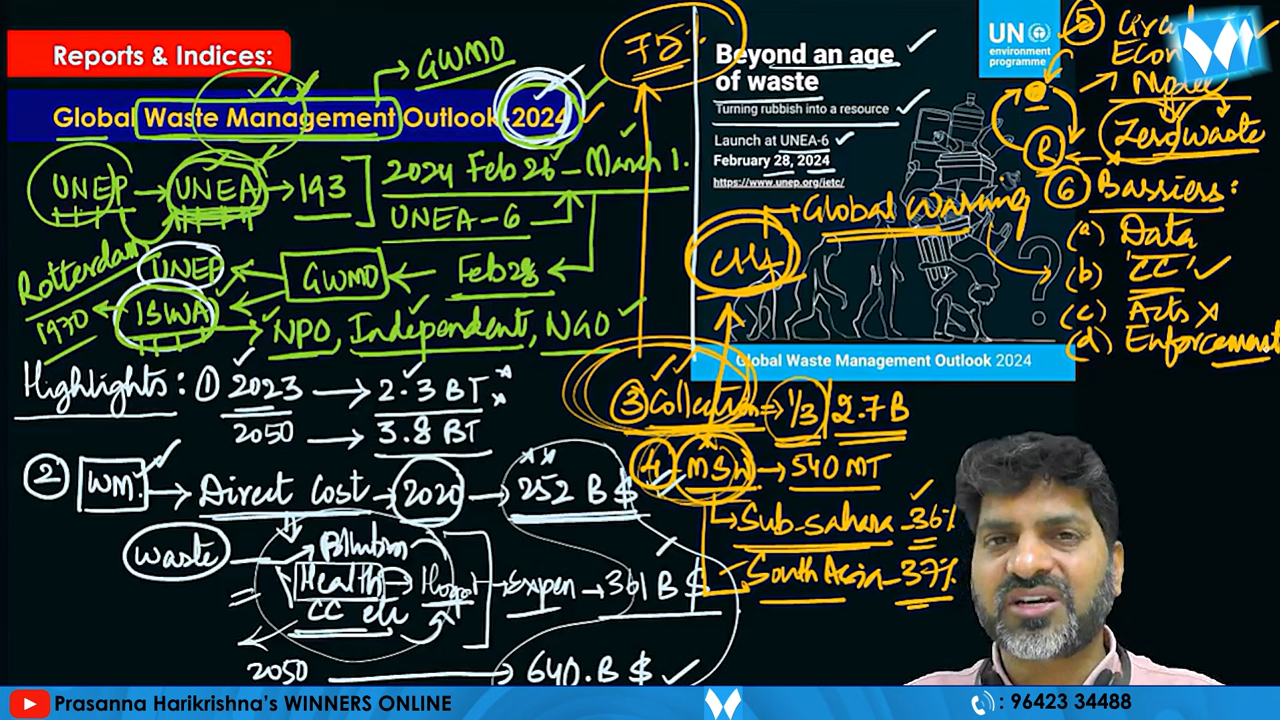 Reports & Indices:
Global Waste Management Outlook-2024
GWMO
75%
UNEP → UNEA → 193
2024 Feb 26 - March 1.
UNEA-6
Feb 28
GWMO
UNEP
ISWA
Rotterdam
1970
NPO, Independent, NGO
Highlights: ① 2023 → 2.3 BT
2050 → 3.8 BT
② WM. → Direct Cost → 2020 → 252 B $
Waste
Pollution
Health
CC etc
Expen → 361 B $
2050 → 640. B $
Beyond an age
of waste
Turning rubbish into a resource
Launch at UNEA-6
February 28, 2024
https://www.unep.org/ietc/
UN
environment
programme
Global Warming
CH4
Global Waste Management Outlook 2024
③ Collection = 1/3 / 2.7 B
④ MSW → 540 MT
Sub-Sahara - 36%
South Asia - 37%
⑤
Model
Zero waste
R
⑥ Barriers:
(a) Data
(b) 'CC'
(c) Acts x
(d) Enforcement
Prasanna Harikrishna's WINNERS ONLINE
: 96423 34488